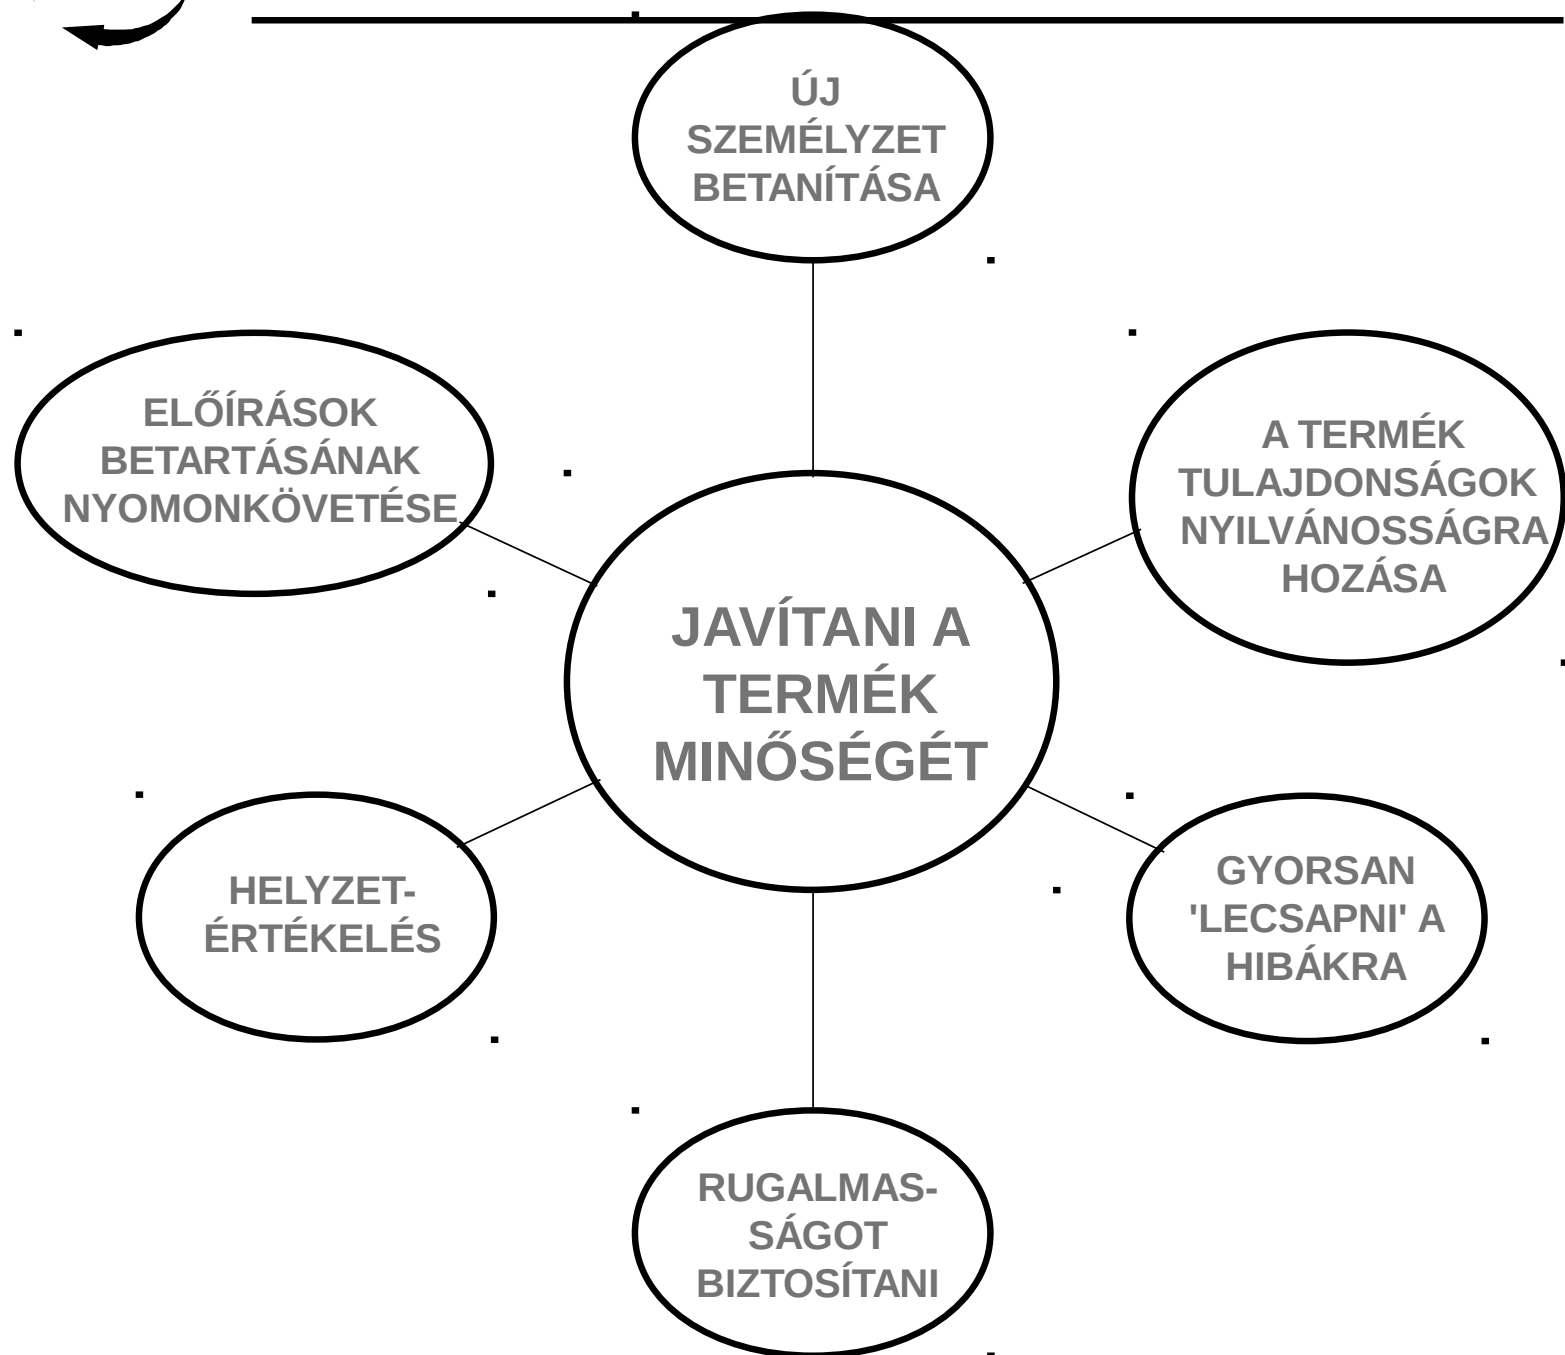 ÚJ
SZEMÉLYZET
BETANÍTÁSA
ELŐÍRÁSOK
BETARTÁSÁNAK
NYOMONKÖVETÉSE
A TERMÉK
TULAJDONSÁGOK
NYILVÁNOSSÁGRA
HOZÁSA
JAVÍTANI A
TERMÉK
MINŐSÉGÉT
HELYZET-
ÉRTÉKELÉS
GYORSAN
'LECSAPNI' A
HIBÁKRA
RUGALMAS-
SÁGOT
BIZTOSÍTANI